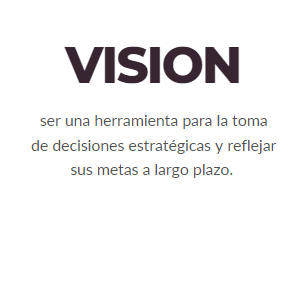 VISION
ser una herramienta para la toma
de decisiones estratégicas y reflejar
sus metas a largo plazo.